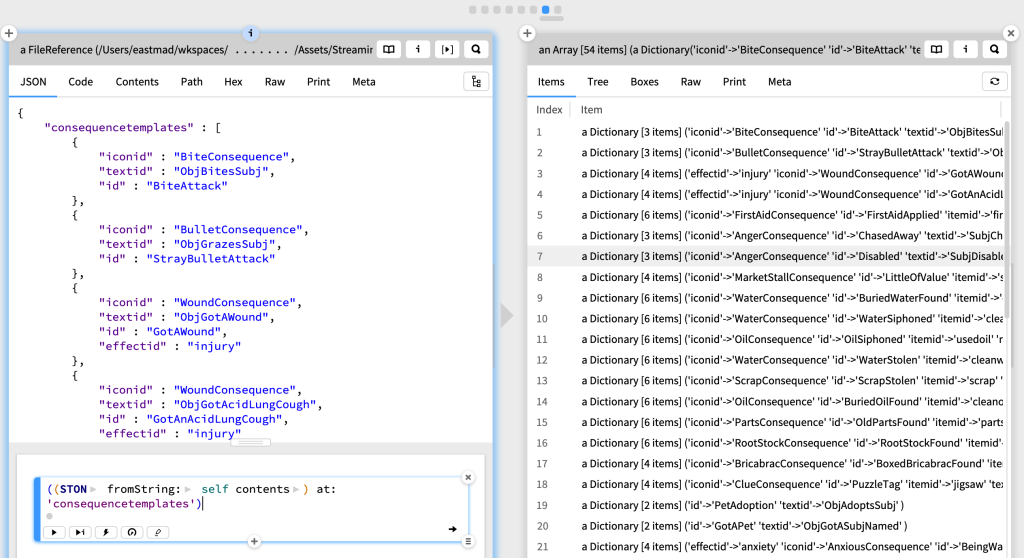 a FileReference (/Users/eastmad/wkspaces/ . . . . . . . /Assets/Streamin
JSON Code Contents Path Hex Raw Print Meta
{
"consequencetemplates" : [
{
"iconid" : "BiteConsequence",
"textid" : "ObjBitesSubj",
"id" : "BiteAttack"
},
{
"iconid" : "BulletConsequence",
"textid" : "ObjGrazesSubj",
"id" : "StrayBulletAttack"
},
{
"iconid" : "WoundConsequence",
"textid" : "ObjGotAWound",
"id" : "GotAWound",
"effectid" : "injury"
},
{
"iconid" : "WoundConsequence",
"textid" : "ObjGotAcidLungCough",
"id" : "GotAnAcidLungCough",
"effectid" : "injury"
((STON fromString: self contents ) at:
'consequencetemplates')
an Array [54 items] (a Dictionary('iconid'->'BiteConsequence' 'id'->'BiteAttack' 'te
Items Tree Boxes Raw Print Meta
Index Item
1 a Dictionary [3 items] ('iconid'->'BiteConsequence' 'id'->'BiteAttack' 'textid'->'ObjBitesSu
2 a Dictionary [3 items] ('iconid'->'BulletConsequence' 'id'->'StrayBulletAttack' 'textid'->'Ob
3 a Dictionary [4 items] ('effectid'->'injury' 'iconid'->'WoundConsequence' 'id'->'GotAWoun
4 a Dictionary [4 items] ('effectid'->'injury' 'iconid'->'WoundConsequence' 'id'->'GotAnAcidL
5 a Dictionary [6 items] ('iconid'->'FirstAidConsequence' 'id'->'FirstAidApplied' 'itemid'->'fir
6 a Dictionary [3 items] ('iconid'->'AngerConsequence' 'id'->'ChasedAway' 'textid'->'SubjCh
7 a Dictionary [3 items] ('iconid'->'AngerConsequence' 'id'->'Disabled' 'textid'->'SubjDisable
8 a Dictionary [4 items] ('iconid'->'MarketStallConsequence' 'id'->'LittleOfValue' 'itemid'->'s
9 a Dictionary [6 items] ('iconid'->'WaterConsequence' 'id'->'BuriedWaterFound' 'itemid'->'
10 a Dictionary [6 items] ('iconid'->'WaterConsequence' 'id'->'WaterSiphoned' 'itemid'->'clea
11 a Dictionary [6 items] ('iconid'->'OilConsequence' 'id'->'OilSiphoned' 'itemid'->'usedoil' 'r
12 a Dictionary [6 items] ('iconid'->'WaterConsequence' 'id'->'WaterStolen' 'itemid'->'cleanw
13 a Dictionary [6 items] ('iconid'->'ScrapConsequence' 'id'->'ScrapStolen' 'itemid'->'scrap' '
14 a Dictionary [6 items] ('iconid'->'OilConsequence' 'id'->'BuriedOilFound' 'itemid'->'cleano
15 a Dictionary [6 items] ('iconid'->'PartsConsequence' 'id'->'OldPartsFound' 'itemid'->'parts
16 a Dictionary [6 items] ('iconid'->'RootStockConsequence' 'id'->'RootStockFound' 'itemid'-
17 a Dictionary [4 items] ('iconid'->'BricabracConsequence' 'id'->'BoxedBricabracFound' 'ite
18 a Dictionary [4 items] ('iconid'->'ClueConsequence' 'id'->'PuzzleTag' 'itemid'->'jigsaw' 'tex
19 a Dictionary [2 items] ('id'->'PetAdoption' 'textid'->'ObjAdoptsSubj' )
20 a Dictionary [2 items] ('id'->'GotAPet' 'textid'->'ObjGotASubjNamed' )
21 a Dictionary [4 items] ('effectid'->'anxiety' 'iconid'->'AnxiousConsequence' 'id'->'BeingWa